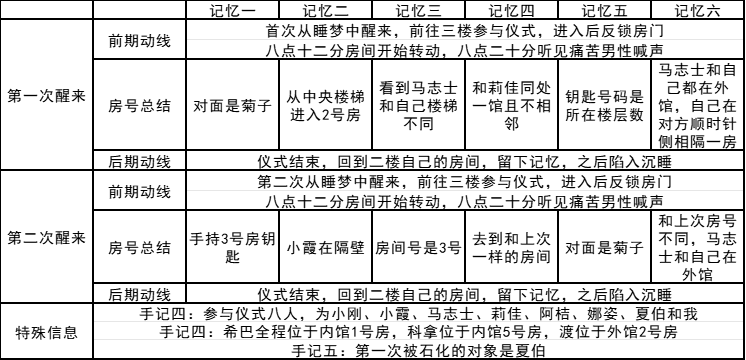 记忆一 记忆二 记忆三 记忆四 记忆五 记忆六
第一次醒来
前期动线
首次从睡梦中醒来，前往三楼参与仪式，进入后反锁房门
八点十二分房间开始转动，八点二十分听见痛苦男性喊声
房号总结
对面是菊子
从中央楼梯
进入2号房
看到马志士
和自己楼梯
不同
和莉佳同处
一馆且不相
邻
钥匙号码是
所在楼层数
马志士和自
己都在外
馆，自己在
对方顺时针
侧相隔一房
后期动线
仪式结束，回到二楼自己的房间，留下记忆，之后陷入沉睡
第二次醒来
前期动线
第二次从睡梦中醒来，前往三楼参与仪式，进入后反锁房门
八点十二分房间开始转动，八点二十分听见痛苦男性喊声
房号总结
手持3号房钥
匙
小霞在隔壁
房间号是3号
去到和上次
一样的房间
对面是菊子
和上次房号
不同，马志
士和自己在
外馆
后期动线
仪式结束，回到二楼自己的房间，留下记忆，之后陷入沉睡
特殊信息
手记四：参与仪式八人，为小刚、小霞、马志士、莉佳、阿桔、娜姿、夏伯和我
手记四：希巴全程位于内馆1号房，科拿位于内馆5号房，渡位于外馆2号房
手记五：第一次被石化的对象是夏伯